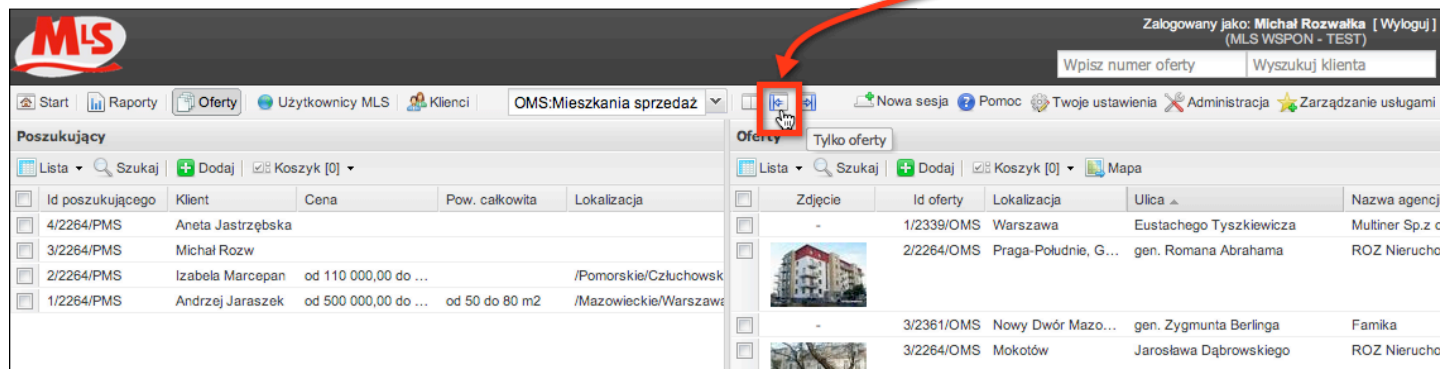 MLS
Zalogowany jako: Michał Rozwałka [ Wyloguj ]
(MLS WSPON - TEST)
Wpisz numer oferty Wyszukuj klienta
Start Raporty Oferty Użytkownicy MLS Klienci OMS:Mieszkania sprzedaż Nowa sesja Pomoc Twoje ustawienia Administracja Zarządzanie usługami
Poszukujący
Lista Szukaj Dodaj Koszyk [0]
Id poszukującego Klient Cena Pow. całkowita Lokalizacja
4/2264/PMS Aneta Jastrzębska
3/2264/PMS Michał Rozw
2/2264/PMS Izabela Marcepan od 110 000,00 do ... /Pomorskie/Człuchowsk
1/2264/PMS Andrzej Jaraszek od 500 000,00 do ... od 50 do 80 m2 /Mazowieckie/Warszawa
Oferty
Tylko oferty
Lista Szukaj Dodaj Koszyk [0] Mapa
Zdjęcie Id oferty Lokalizacja Ulica Nazwa agencji
- 1/2339/OMS Warszawa Eustachego Tyszkiewicza Multiner Sp.z o
2/2264/OMS Praga-Południe, G... gen. Romana Abrahama ROZ Nierucho
- 3/2361/OMS Nowy Dwór Mazo... gen. Zygmunta Berlinga Famika
3/2264/OMS Mokotów Jarosława Dąbrowskiego ROZ Nierucho